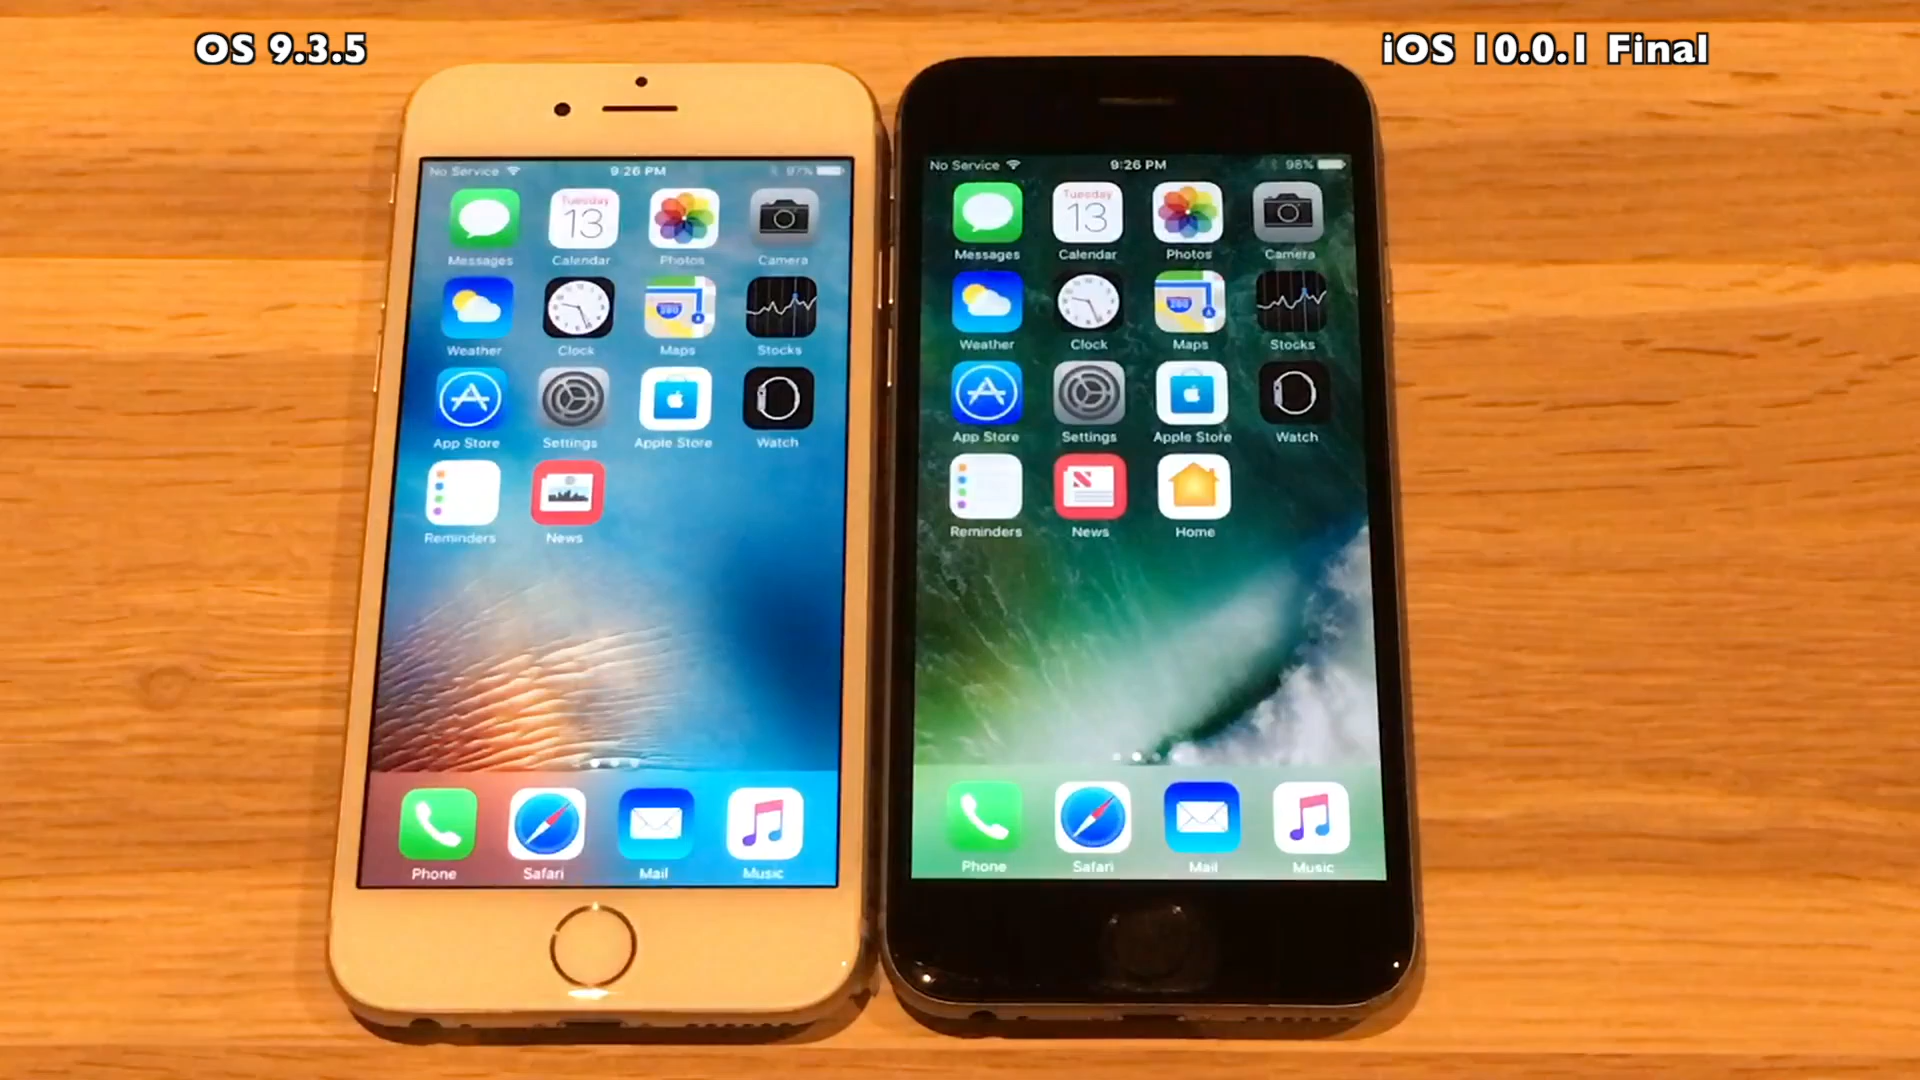 OS 9.3.5
iOS 10.0.1 Final
No Service 9:26 PM 97%
Tuesday
13
Messages Calendar Photos Camera
280
Weather Clock Maps Stocks
App Store Settings Apple Store Watch
Reminders News
Phone Safari Mail Music
No Service 9:26 PM 98%
Tuesday
13
Messages Calendar Photos Camera
280
Weather Clock Maps Stocks
App Store Settings Apple Store Watch
Reminders News Home
Phone Safari Mail Music